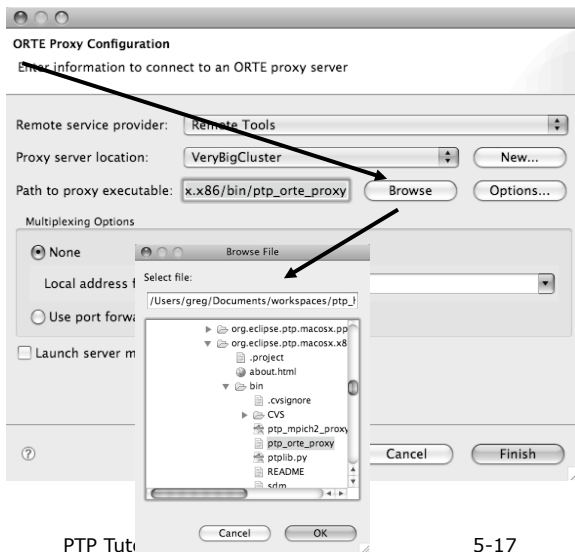 ORTE Proxy Configuration
Enter information to connect to an ORTE proxy server
Remote service provider: Remote Tools
Proxy server location: VeryBigCluster New...
Path to proxy executable: x.x86/bin/ptp_orte_proxy Browse Options...
Multiplexing Options
None
Local address f
Use port forwa
Launch server m
Browse File
Select file:
/Users/greg/Documents/workspaces/ptp_h
org.eclipse.ptp.macosx.pp
org.eclipse.ptp.macosx.x8
.project
about.html
bin
.cvsignore
CVS
ptp_mpich2_proxy
ptp_orte_proxy
ptplib.py
README
sdm
Cancel OK
? Cancel Finish
PTP Tuto 5-17